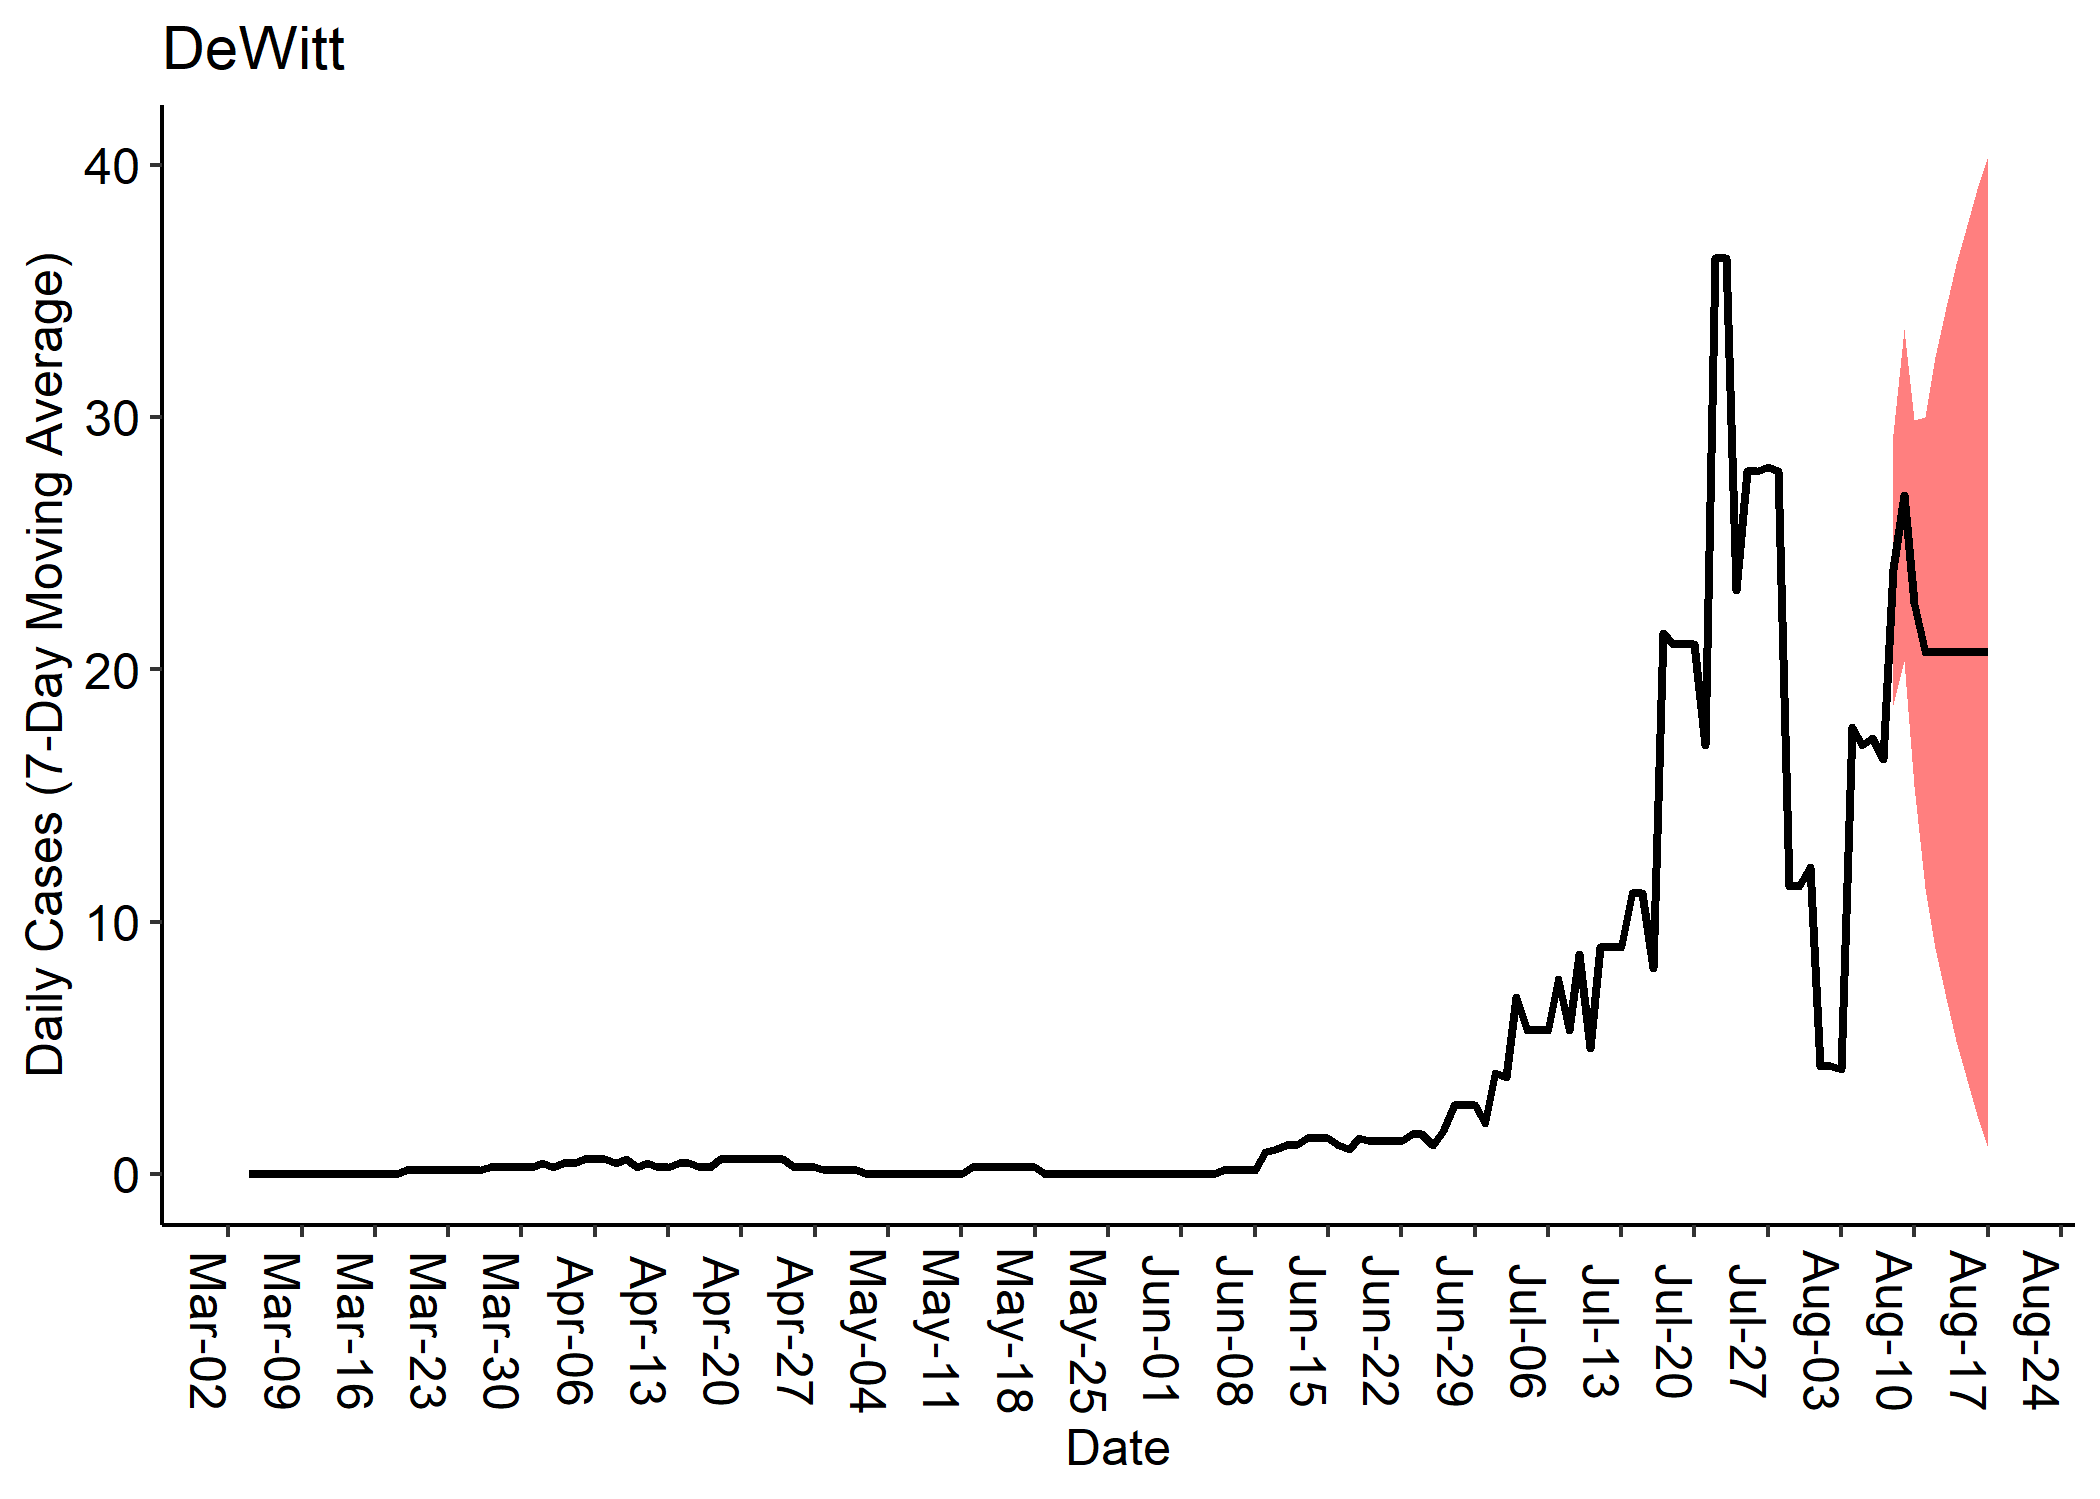 DeWitt
Daily Cases (7-Day Moving Average)
40
30
20
10
0
Mar-02
Mar-09
Mar-16
Mar-23
Mar-30
Apr-06
Apr-13
Apr-20
Apr-27
May-04
May-11
May-18
May-25
Jun-01
Jun-08
Jun-15
Jun-22
Jun-29
Jul-06
Jul-13
Jul-20
Jul-27
Aug-03
Aug-10
Aug-17
Aug-24
Date